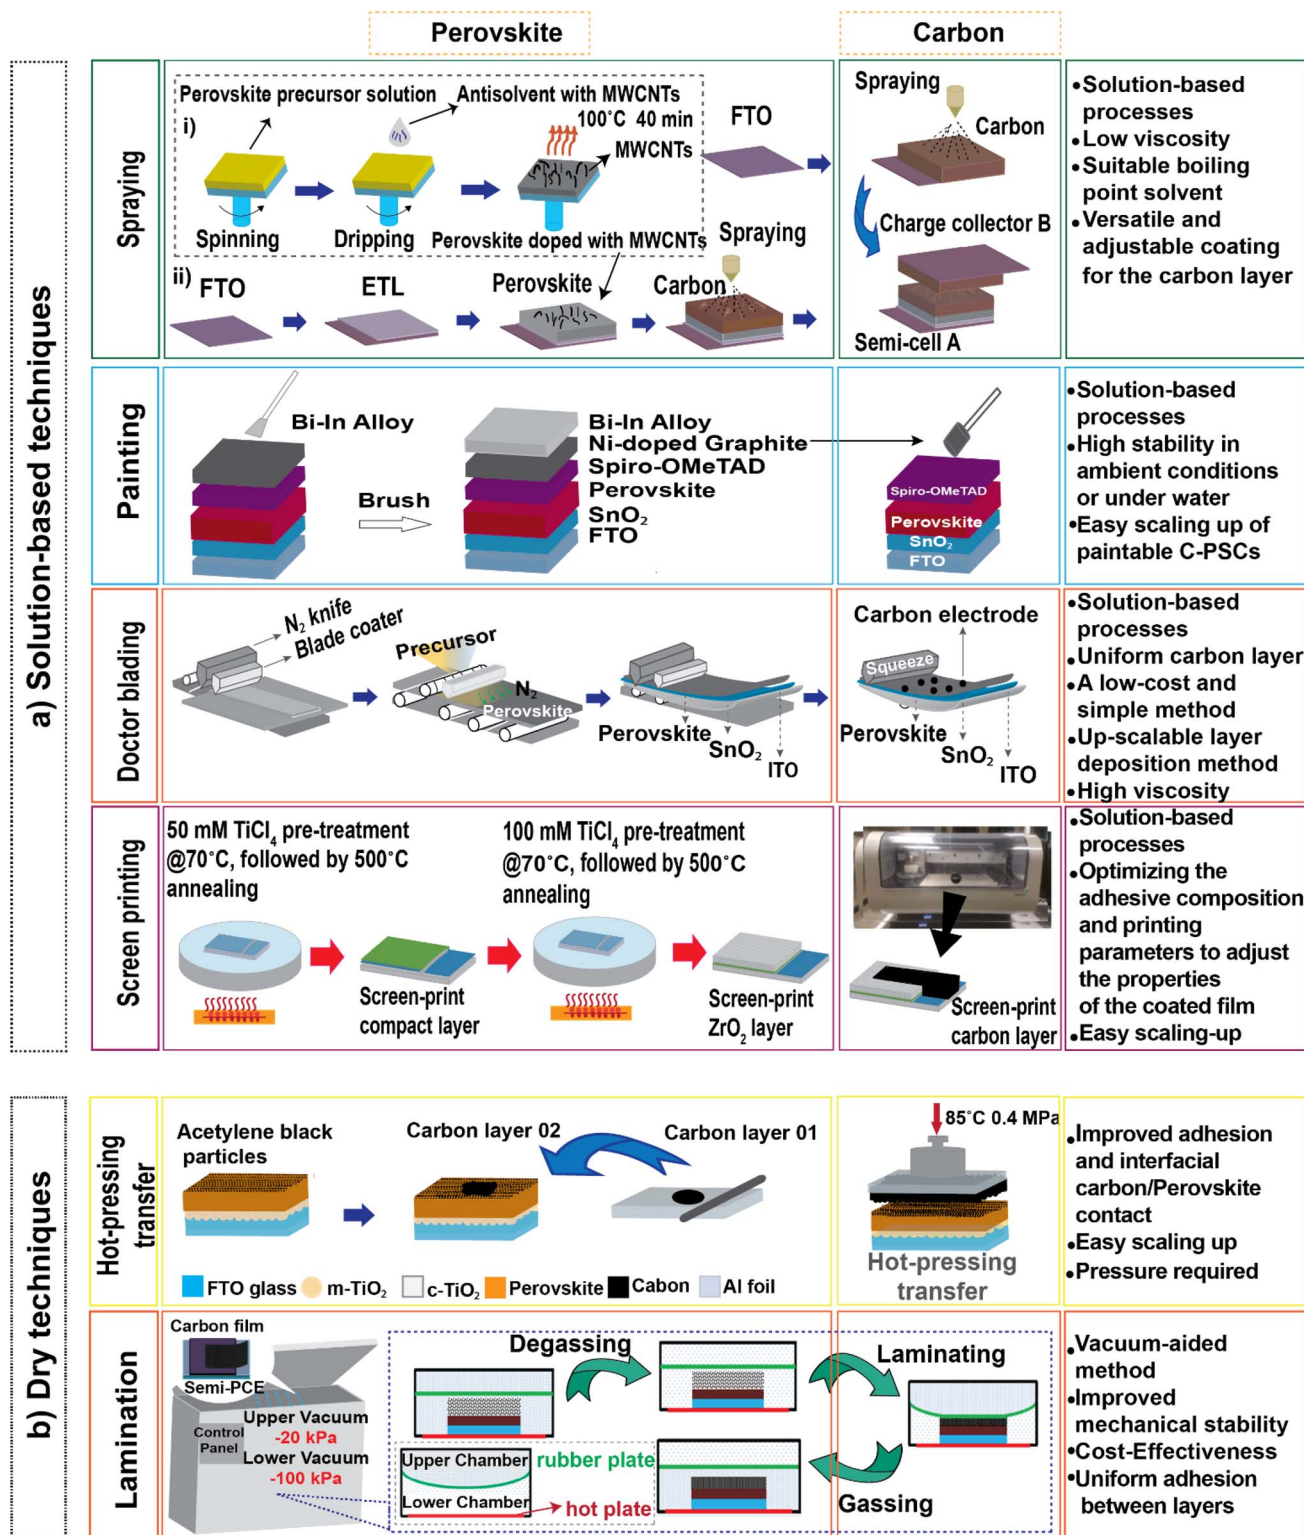 Perovskite
Carbon
a) Solution-based techniques
Spraying
Perovskite precursor solution
Antisolvent with MWCNTs
i)
100°C 40 min
MWCNTs
Spinning
Dripping
Perovskite doped with MWCNTs
ii)
FTO
ETL
Perovskite
Carbon
Spraying
FTO
Spraying
Carbon
Charge collector B
Semi-cell A
•Solution-based
processes
•Low viscosity
•Suitable boiling
point solvent
•Versatile and
adjustable coating
for the carbon layer
Painting
Bi-In Alloy
Brush
Bi-In Alloy
Ni-doped Graphite
Spiro-OMeTAD
Perovskite
SnO₂
FTO
Spiro-OMeTAD
Perovskite
SnO₂
FTO
•Solution-based
processes
•High stability in
ambient conditions
or under water
•Easy scaling up of
paintable C-PSCs
Doctor blading
N₂ knife
Blade coater
Precursor
N₂
Perovskite
Perovskite
SnO₂
ITO
Carbon electrode
Squeeze
Perovskite
SnO₂
ITO
•Solution-based
processes
•Uniform carbon layer
•A low-cost and
simple method
•Up-scalable layer
deposition method
•High viscosity
Screen printing
50 mM TiCl₄ pre-treatment
@70°C, followed by 500°C
annealing
Screen-print
compact layer
100 mM TiCl₄ pre-treatment
@70°C, followed by 500°C
annealing
Screen-print
ZrO₂ layer
Screen-print
carbon layer
•Solution-based
processes
•Optimizing the
adhesive composition
and printing
parameters to adjust
the properties
of the coated film
•Easy scaling-up
b) Dry techniques
Hot-pressing
transfer
Acetylene black
particles
Carbon layer 02
Carbon layer 01
FTO glass
m-TiO₂
c-TiO₂
Perovskite
Cabon
Al foil
85°C 0.4 MPa
Hot-pressing
transfer
•Improved adhesion
and interfacial
carbon/Perovskite
contact
•Easy scaling up
•Pressure required
Lamination
Carbon film
Semi-PCE
Control
Panel
Upper Vacuum
-20 kPa
Lower Vacuum
-100 kPa
Degassing
Laminating
Gassing
Upper Chamber
Lower Chamber
rubber plate
hot plate
•Vacuum-aided
method
•Improved
mechanical stability
•Cost-Effectiveness
•Uniform adhesion
between layers